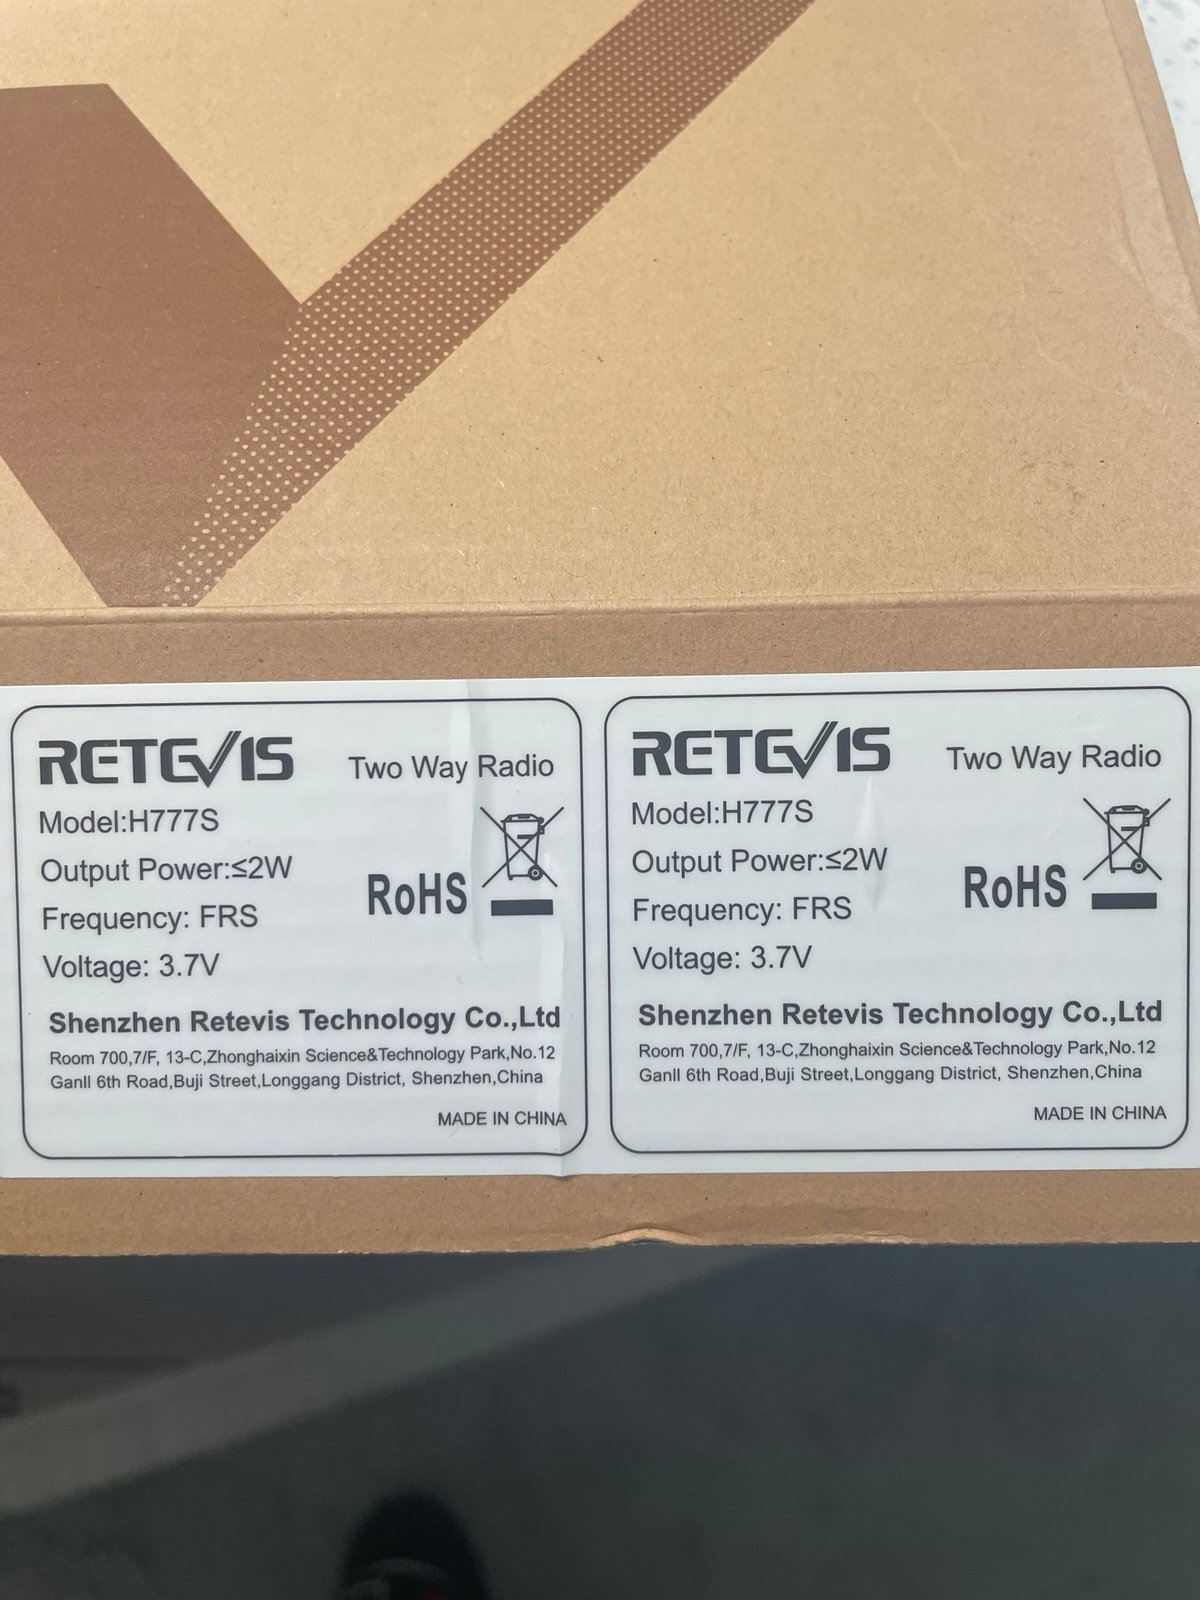 RETEVIS Two Way Radio
Model:H777S
Output Power:≤2W
RoHS
Frequency: FRS
Voltage: 3.7V
Shenzhen Retevis Technology Co.,Ltd
Room 700,7/F, 13-C,Zhonghaixin Science&Technology Park,No.12
Ganll 6th Road,Buji Street,Longgang District, Shenzhen,China
MADE IN CHINA
RETEVIS Two Way Radio
Model:H777S
Output Power:≤2W
RoHS
Frequency: FRS
Voltage: 3.7V
Shenzhen Retevis Technology Co.,Ltd
Room 700,7/F, 13-C,Zhonghaixin Science&Technology Park,No.12
Ganll 6th Road,Buji Street,Longgang District, Shenzhen,China
MADE IN CHINA